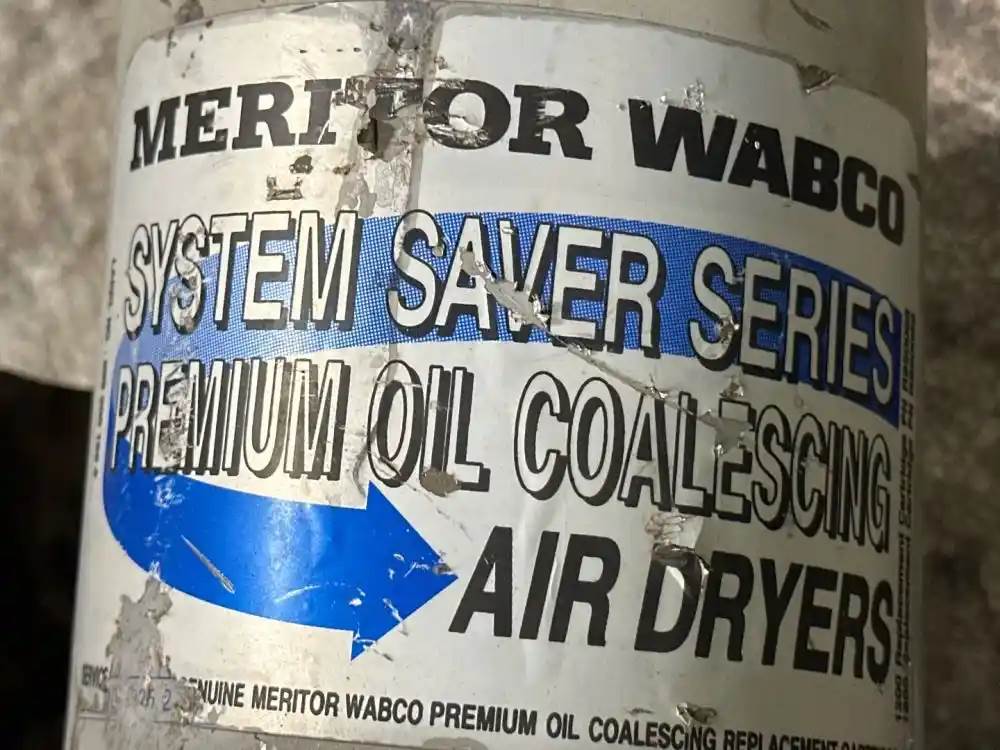 MERITOR WABCO
SYSTEM SAVER SERIES
PREMIUM OIL COALESCING
AIR DRYERS
GENUINE MERITOR WABCO PREMIUM OIL COALESCING REPLACEMENT